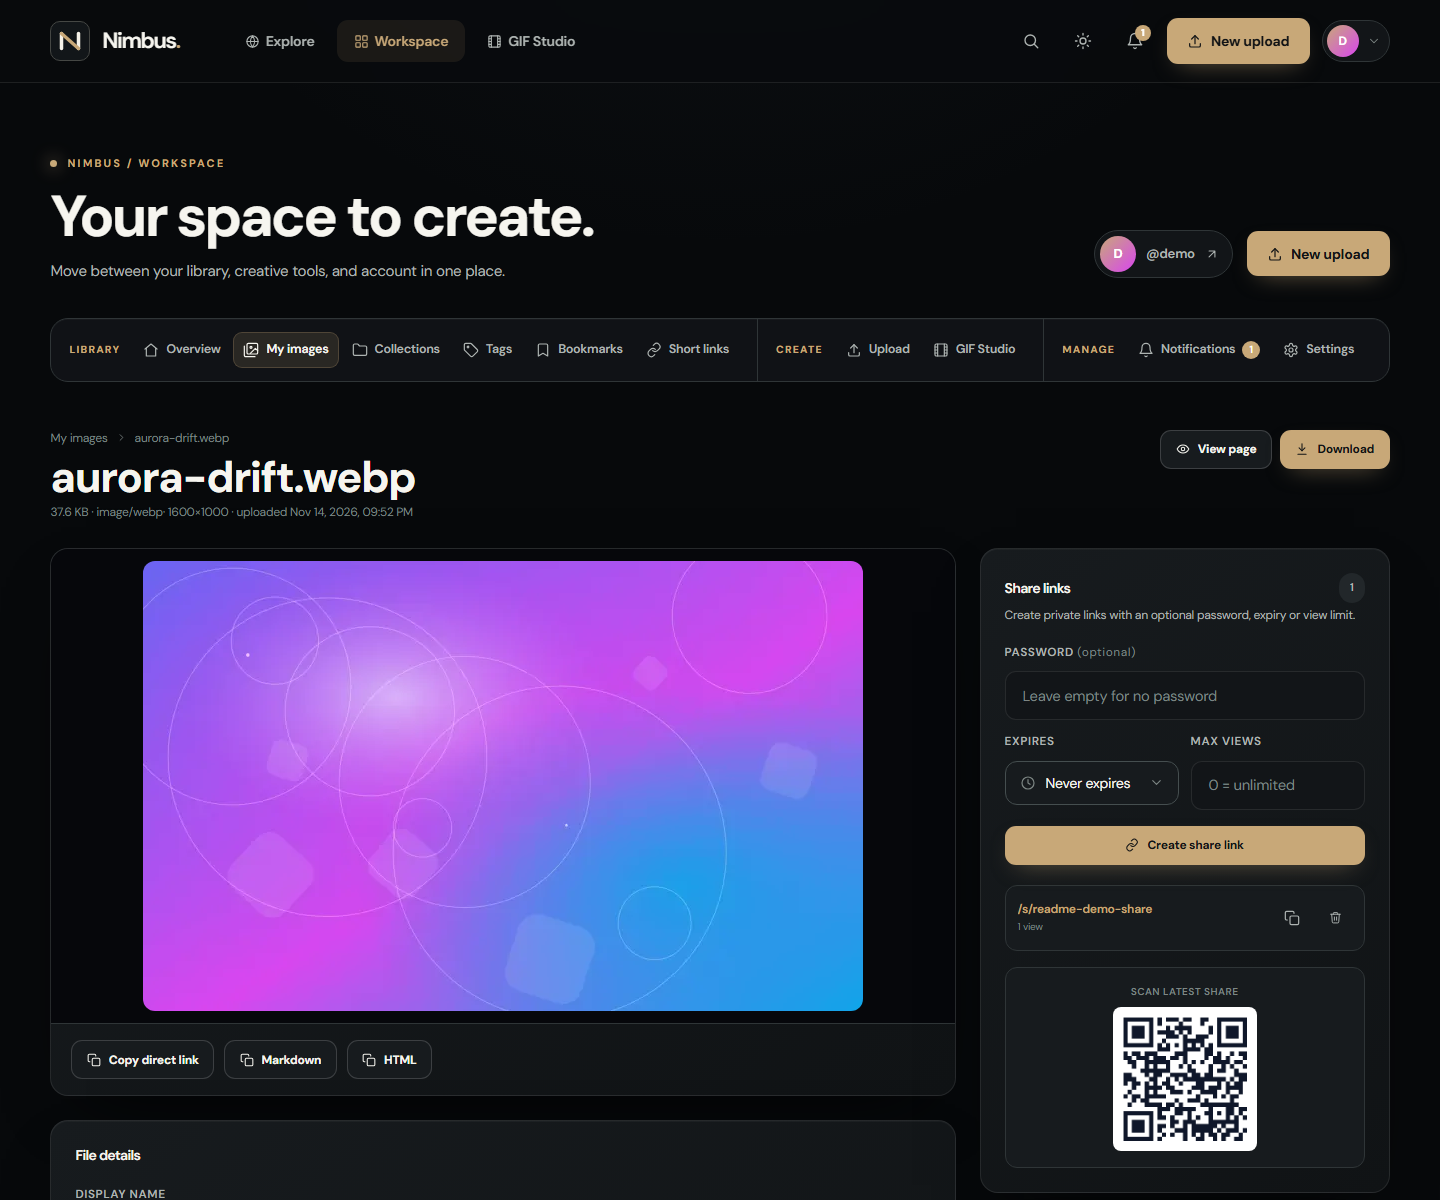 Nimbus.
Explore
Workspace
GIF Studio
1
New upload
D
NIMBUS / WORKSPACE
Your space to create.
Move between your library, creative tools, and account in one place.
D
@demo
New upload
LIBRARY
Overview
My images
Collections
Tags
Bookmarks
Short links
CREATE
Upload
GIF Studio
MANAGE
Notifications
1
Settings
My images
aurora-drift.webp
View page
Download
aurora-drift.webp
37.6 KB · image/webp· 1600×1000 · uploaded Nov 14, 2026, 09:52 PM
Copy direct link
Markdown
HTML
File details
DISPLAY NAME
Share links
1
Create private links with an optional password, expiry or view limit.
PASSWORD (optional)
Leave empty for no password
EXPIRES
MAX VIEWS
Never expires
0 = unlimited
Create share link
/s/readme-demo-share
1 view
SCAN LATEST SHARE